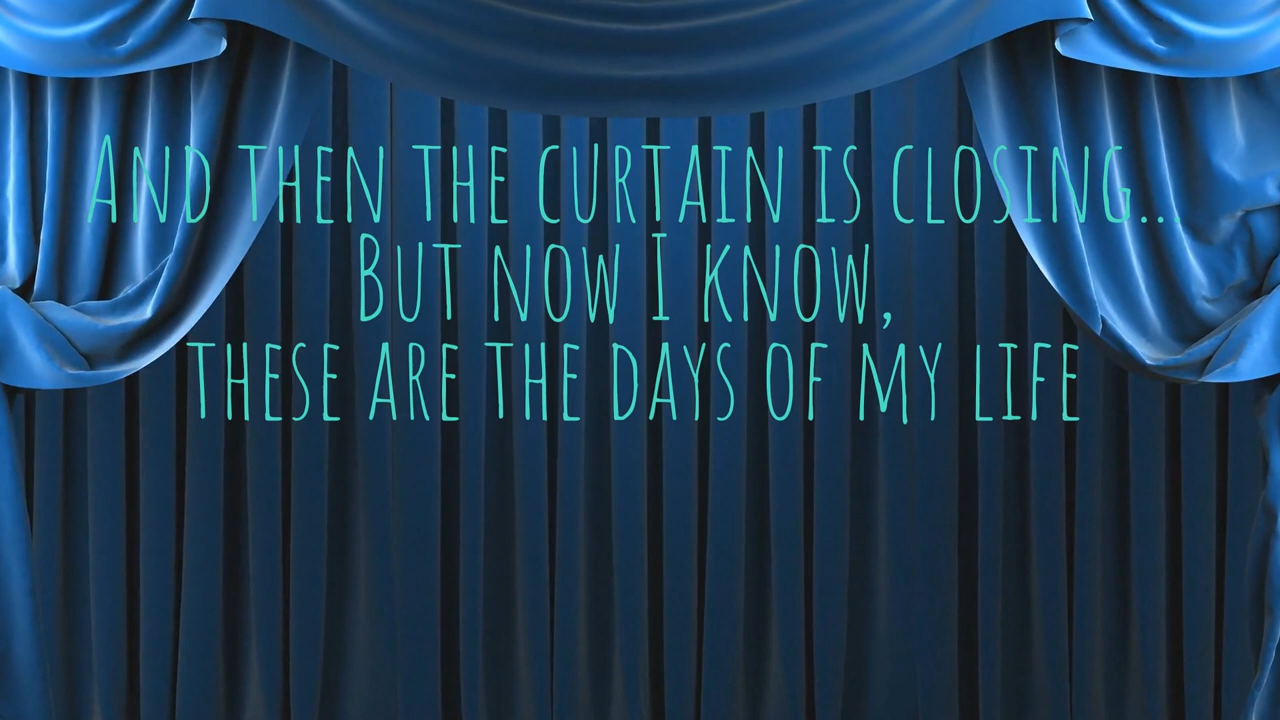 And then the curtain is closing...
But now I know,
these are the days of my life